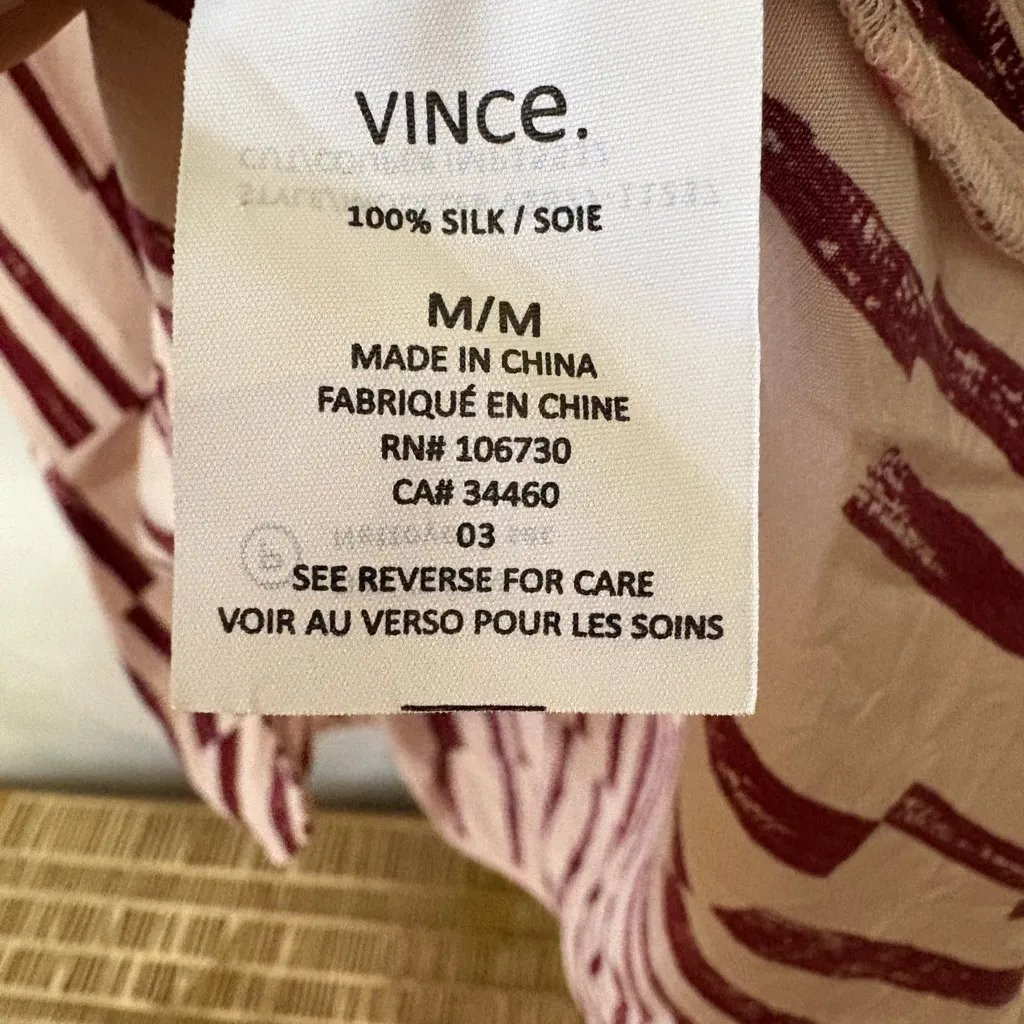 VINCe.
100% SILK / SOIE
M/M
MADE IN CHINA
FABRIQUÉ EN CHINE
RN# 106730
CA# 34460
03
SEE REVERSE FOR CARE
VOIR AU VERSO POUR LES SOINS